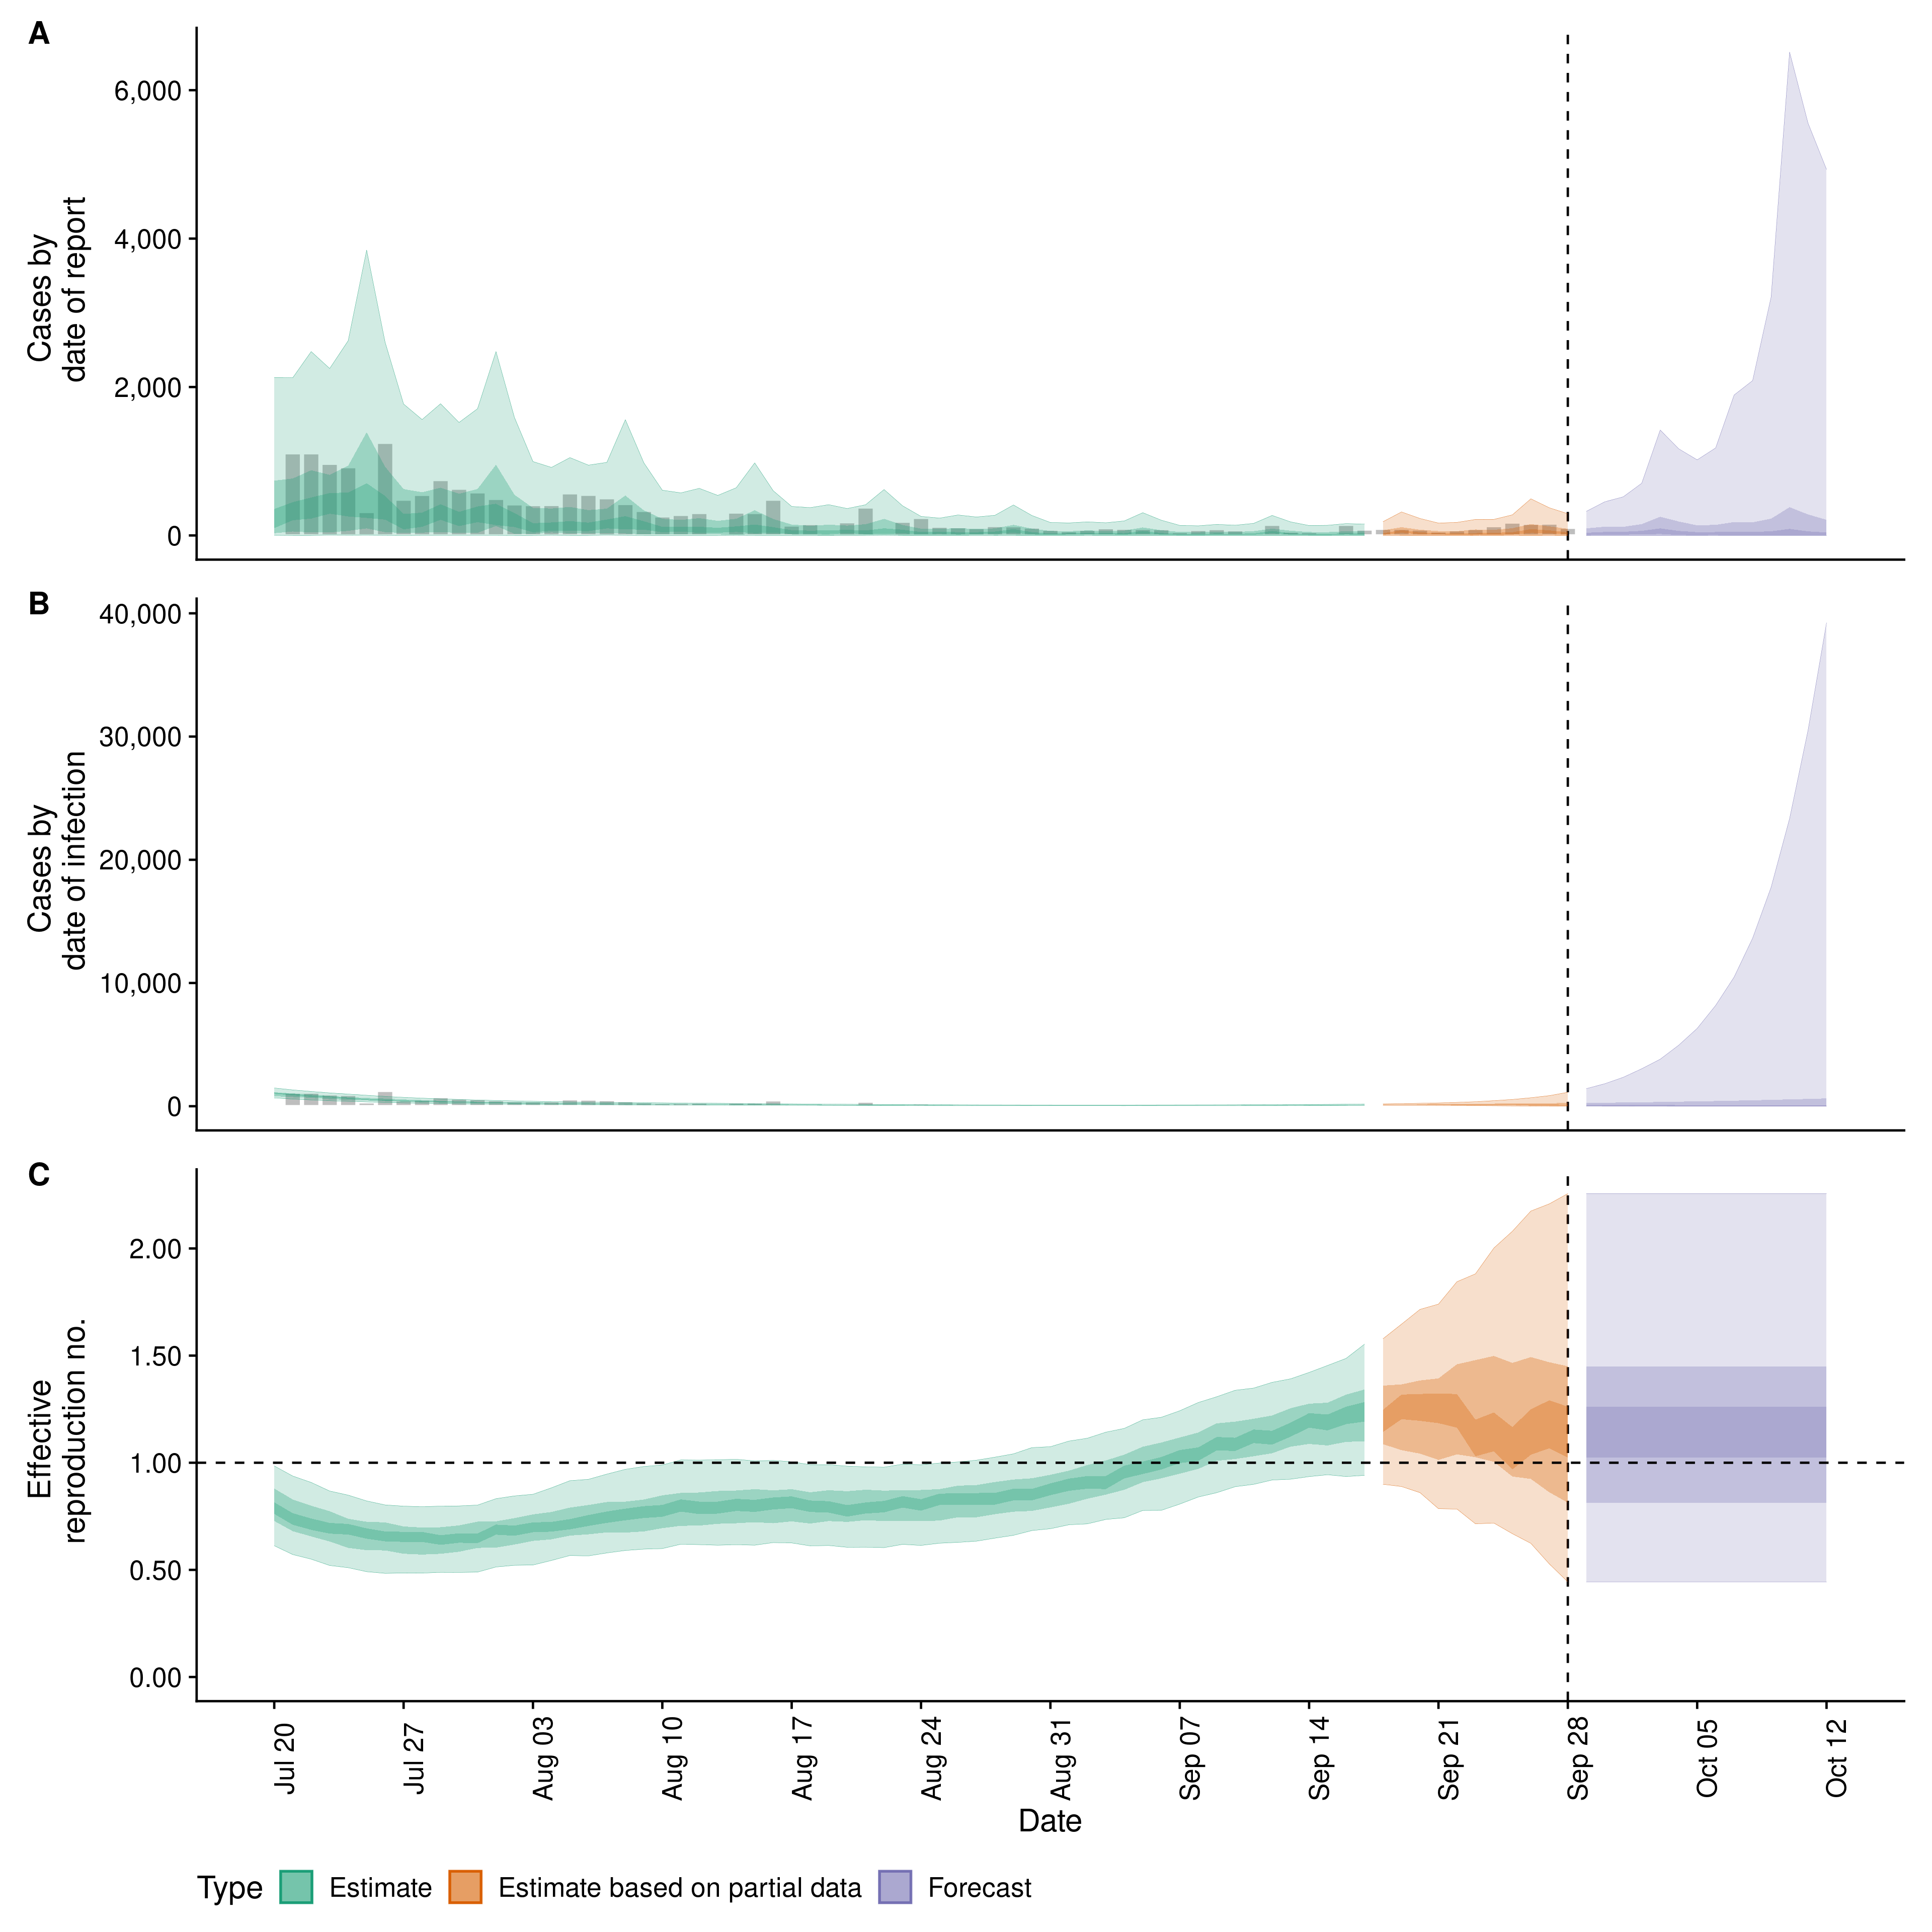 A
6,000
4,000
2,000
0
Cases by
date of report
B
40,000
30,000
20,000
10,000
0
Cases by
date of infection
C
2.00
1.50
1.00
0.50
0.00
Effective
reproduction no.
Jul 20
Jul 27
Aug 03
Aug 10
Aug 17
Aug 24
Aug 31
Sep 07
Sep 14
Sep 21
Sep 28
Oct 05
Oct 12
Date
Type Estimate Estimate based on partial data Forecast